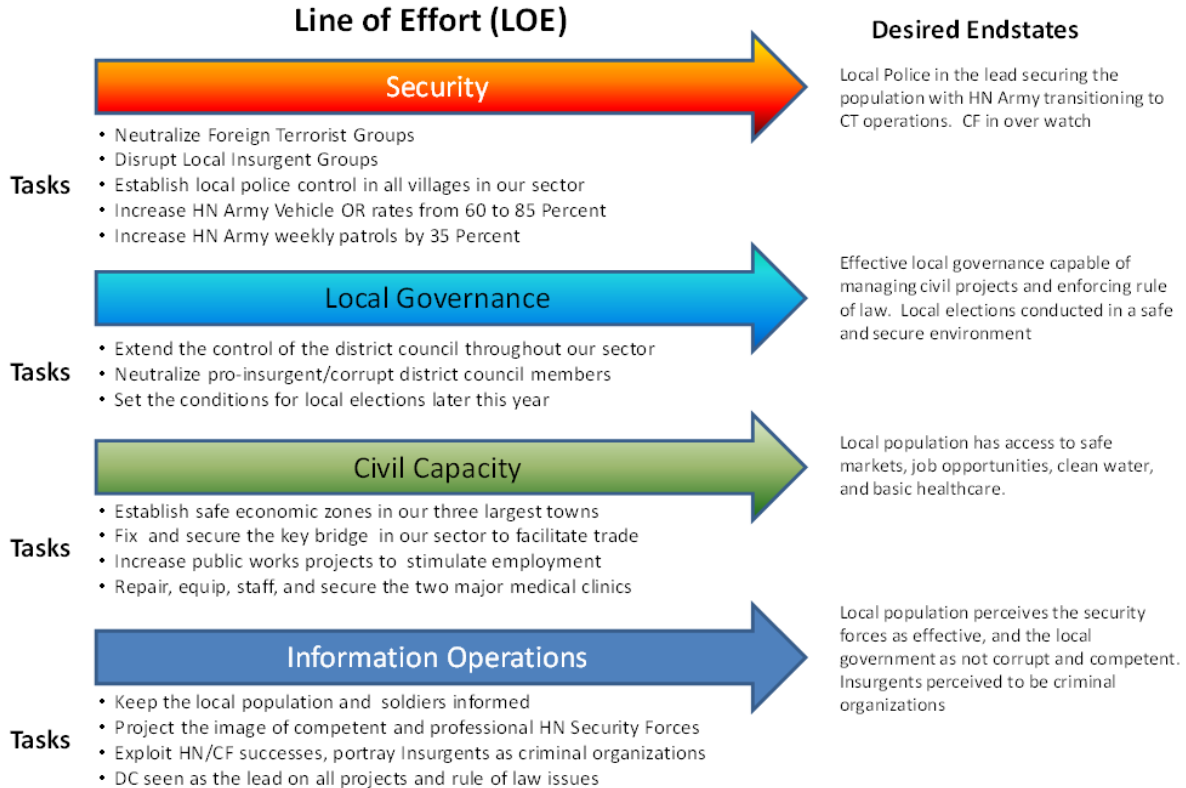 Line of Effort (LOE)
Desired Endstates
Security
Local Police in the lead securing the
population with HN Army transitioning to
CT operations. CF in over watch
Tasks
• Neutralize Foreign Terrorist Groups
• Disrupt Local Insurgent Groups
• Establish local police control in all villages in our sector
• Increase HN Army Vehicle OR rates from 60 to 85 Percent
• Increase HN Army weekly patrols by 35 Percent
Local Governance
Effective local governance capable of
managing civil projects and enforcing rule
of law. Local elections conducted in a safe
and secure environment
Tasks
• Extend the control of the district council throughout our sector
• Neutralize pro-insurgent/corrupt district council members
• Set the conditions for local elections later this year
Civil Capacity
Local population has access to safe
markets, job opportunities, clean water,
and basic healthcare.
Tasks
• Establish safe economic zones in our three largest towns
• Fix and secure the key bridge in our sector to facilitate trade
• Increase public works projects to stimulate employment
• Repair, equip, staff, and secure the two major medical clinics
Information Operations
Local population perceives the security
forces as effective, and the local
government as not corrupt and competent.
Insurgents perceived to be criminal
organizations
Tasks
• Keep the local population and soldiers informed
• Project the image of competent and professional HN Security Forces
• Exploit HN/CF successes, portray Insurgents as criminal organizations
• DC seen as the lead on all projects and rule of law issues